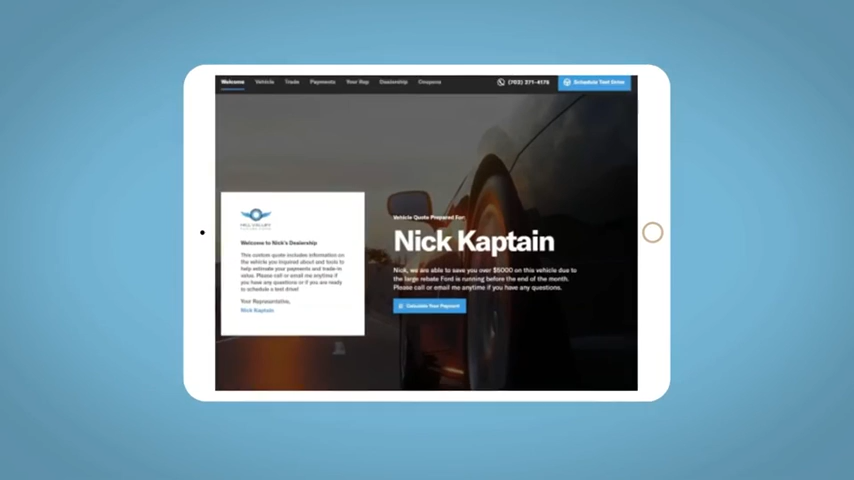 Welcome Vehicle Trade Payments Your Rep Dealership Coupons (702) 371-4178 Schedule Test Drive
HILL VALLEY
Welcome to Nick's Dealership
This custom quote includes information on
the vehicle you inquired about and tools to
help estimate your payments and trade-in
value. Please call or email me anytime if
you have any questions or if you are ready
to schedule a test drive!
Your Representative,
Nick Kaptain
Vehicle Quote Prepared For:
Nick Kaptain
Nick, we are able to save you over $5000 on this vehicle due to
the large rebate Ford is running before the end of the month.
Please call or email me anytime if you have any questions.
Calculate Your Payment